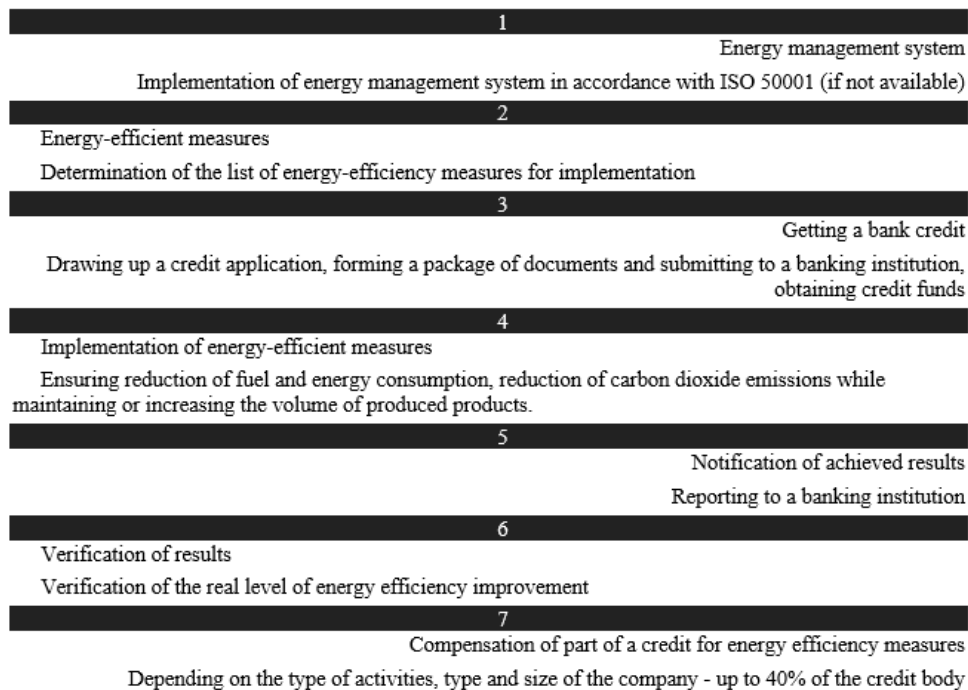 1
Energy management system
Implementation of energy management system in accordance with ISO 50001 (if not available)
2
Energy-efficient measures
Determination of the list of energy-efficiency measures for implementation
3
Getting a bank credit
Drawing up a credit application, forming a package of documents and submitting to a banking institution,
obtaining credit funds
4
Implementation of energy-efficient measures
Ensuring reduction of fuel and energy consumption, reduction of carbon dioxide emissions while
maintaining or increasing the volume of produced products.
5
Notification of achieved results
Reporting to a banking institution
6
Verification of results
Verification of the real level of energy efficiency improvement
7
Compensation of part of a credit for energy efficiency measures
Depending on the type of activities, type and size of the company - up to 40% of the credit body